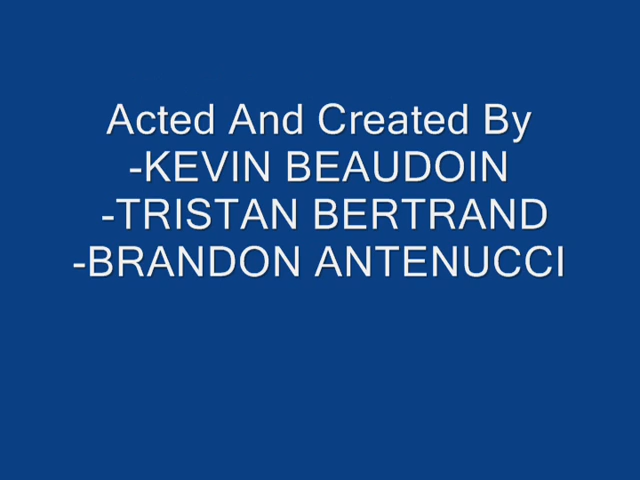 Acted And Created By
-KEVIN BEAUDOIN
-TRISTAN BERTRAND
-BRANDON ANTENUCCI